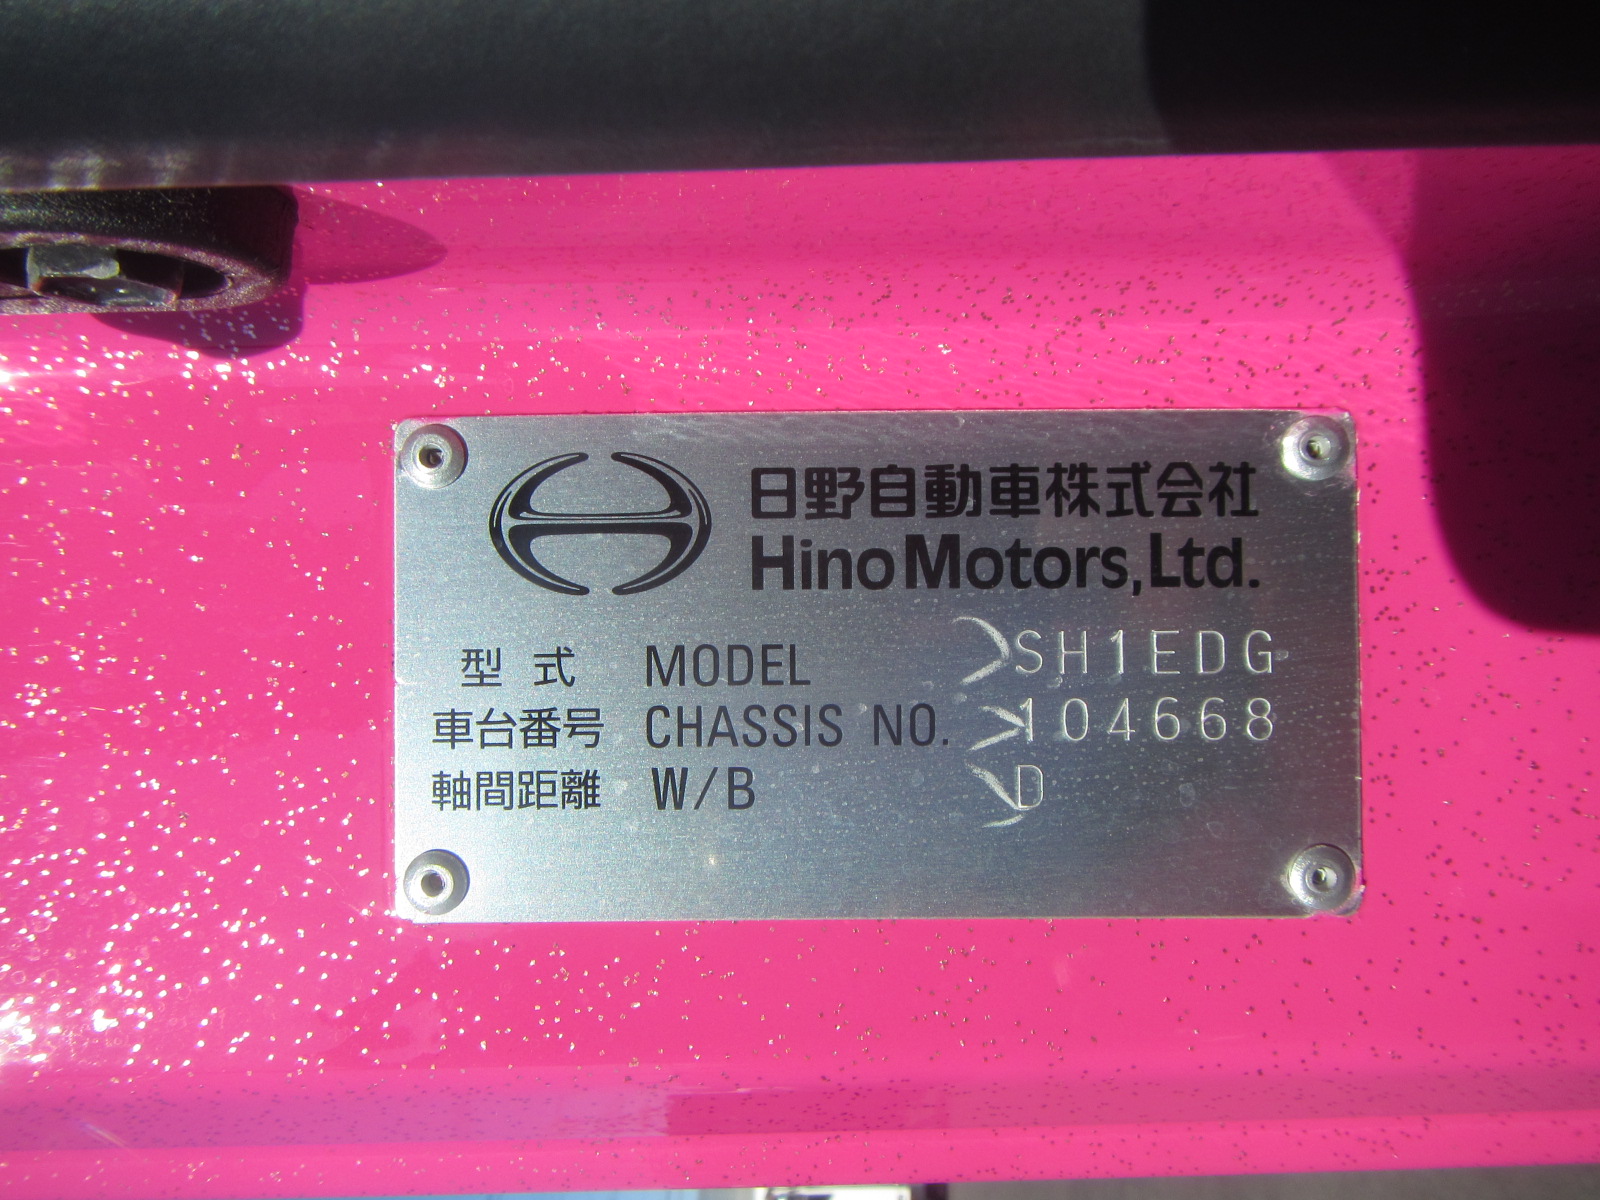 日野自動車株式会社
Hino Motors, Ltd.
型式 MODEL SH1EDG
車台番号 CHASSIS NO. 104668
軸間距離 W/B D